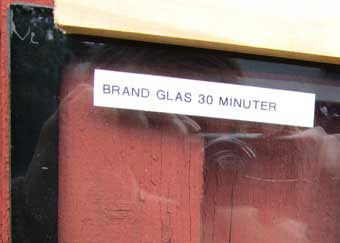 BRAND GLAS 30 MINUTER